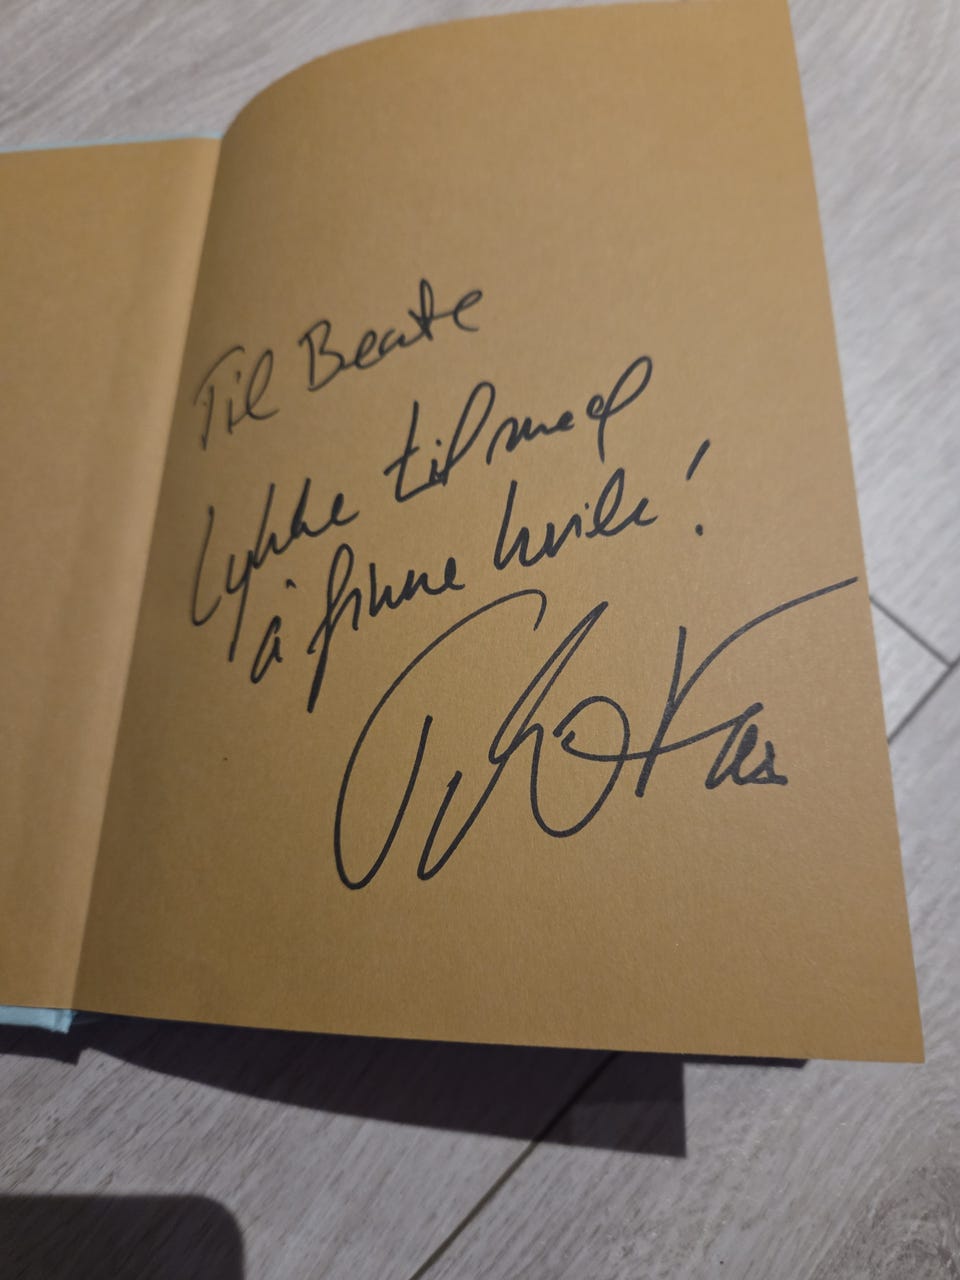 Til Beate
Lykke til med
å finne hvile!